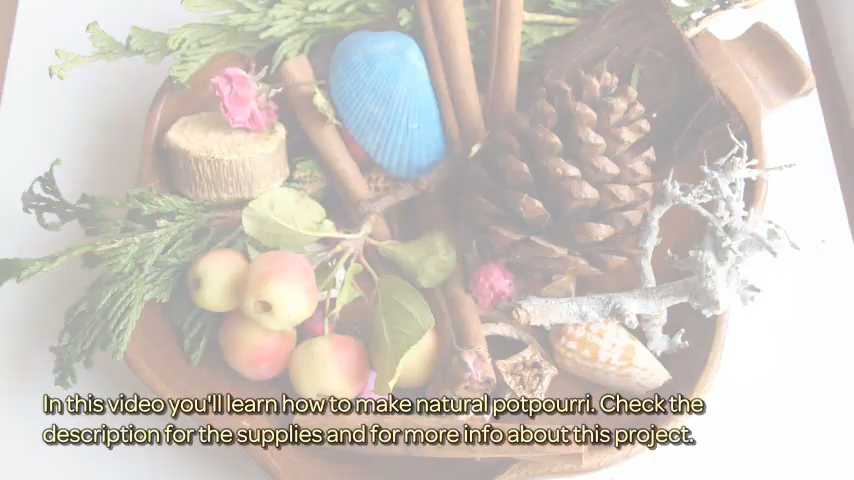 In this video you'll learn how to make natural potpourri. Check the
description for the supplies and for more info about this project.